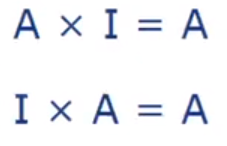 A × I = A
I × A = A